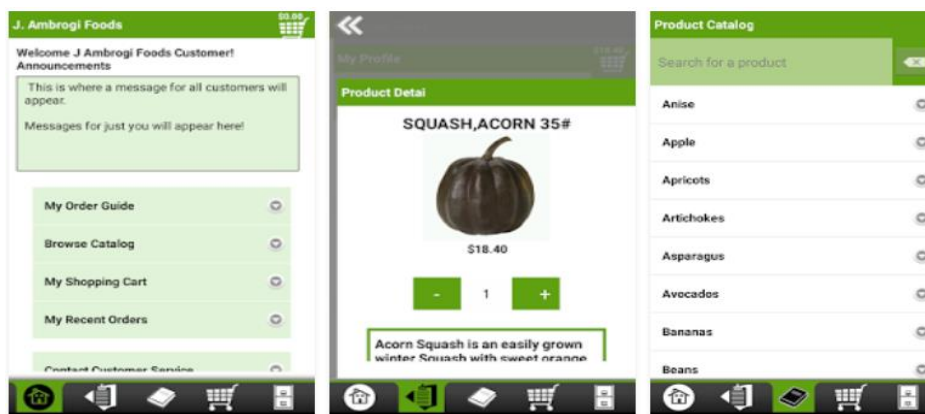 J. Ambrogi Foods
$0.00
Welcome J Ambrogi Foods Customer!
Announcements
This is where a message for all customers will
appear.
Messages for just you will appear here!
My Order Guide
Browse Catalog
My Shopping Cart
My Recent Orders
Contact Customer Service
My Profile
$18.40
Product Detai
SQUASH,ACORN 35#
$18.40
-
1
+
Acorn Squash is an easily grown
winter Squash with sweet orange
Product Catalog
Search for a product
Anise
Apple
Apricots
Artichokes
Asparagus
Avocados
Bananas
Beans